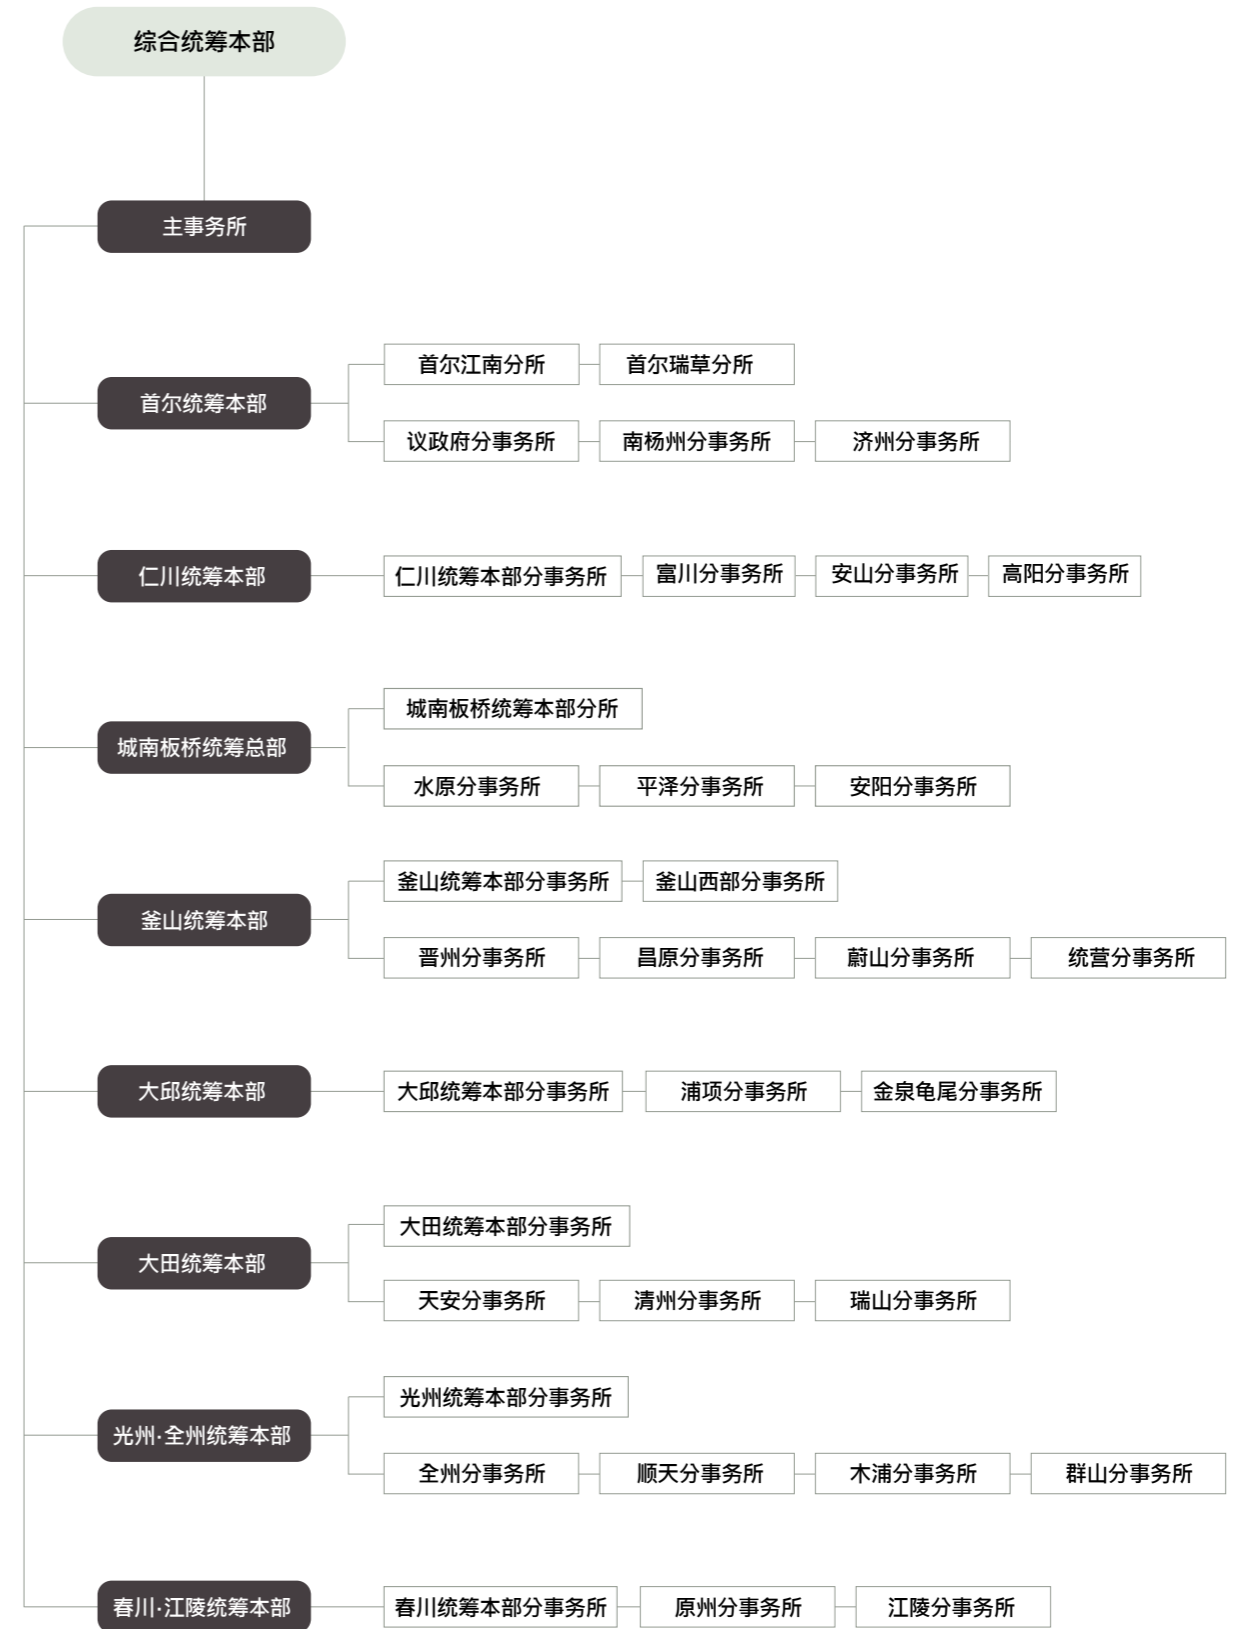 综合统筹本部
主事务所
首尔统筹本部
首尔江南分所
首尔瑞草分所
议政府分事务所
南杨州分事务所
济州分事务所
仁川统筹本部
仁川统筹本部分事务所
富川分事务所
安山分事务所
高阳分事务所
城南板桥统筹总部
城南板桥统筹本部分所
水原分事务所
平泽分事务所
安阳分事务所
釜山统筹本部
釜山统筹本部分事务所
釜山西部分事务所
晋州分事务所
昌原分事务所
蔚山分事务所
统营分事务所
大邱统筹本部
大邱统筹本部分事务所
浦项分事务所
金泉龟尾分事务所
大田统筹本部
大田统筹本部分事务所
天安分事务所
清州分事务所
瑞山分事务所
光州·全州统筹本部
光州统筹本部分事务所
全州分事务所
顺天分事务所
木浦分事务所
群山分事务所
春川·江陵统筹本部
春川统筹本部分事务所
原州分事务所
江陵分事务所